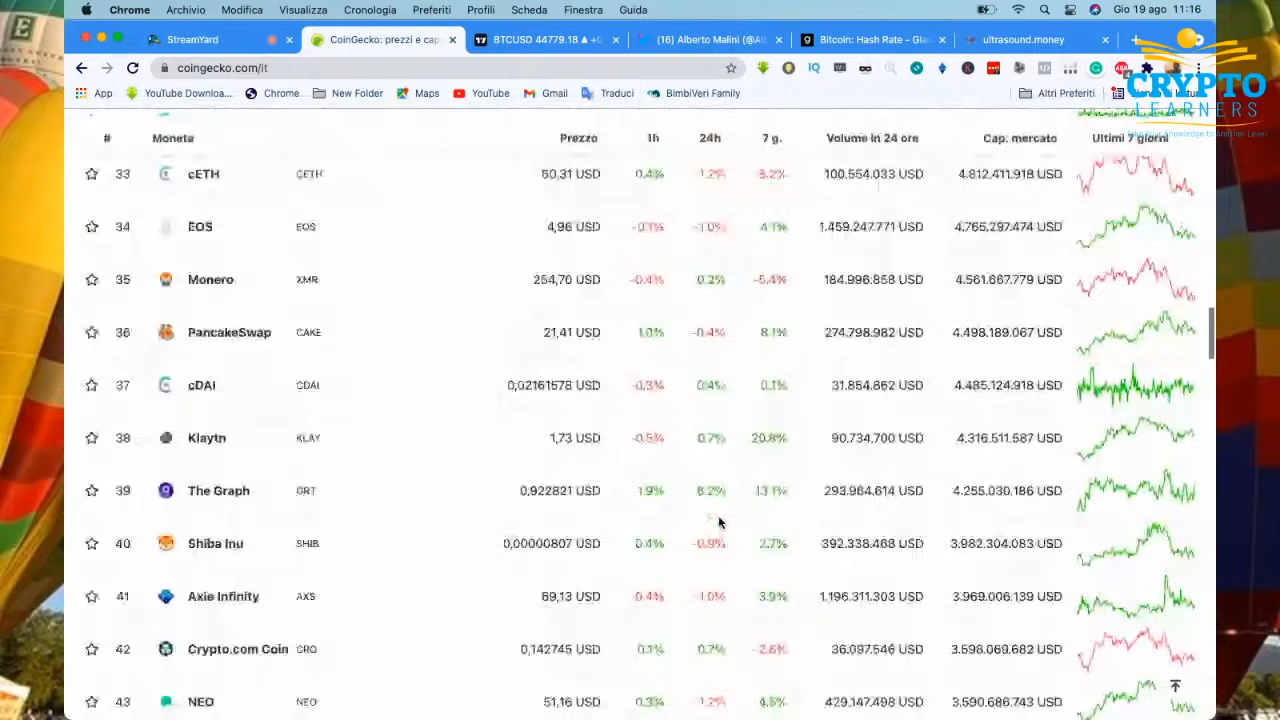 Chrome Archivio Modifica Visualizza Cronologia Preferiti Profili Scheda Finestra Guida Gio 19 ago 11:16
StreamYard CoinGecko: prezzi e cap BTCUSD 44779.18 ▲ +0 (16) Alberto Malini (@Alb Bitcoin: Hash Rate - Gla ultrasound.money
coingecko.com/it
App YouTube Downloa... Chrome New Folder Maps YouTube Gmail Traduci BimbiVeri Family Altri Preferiti
CRYPTO
LEARNERS
Take Your Knowledge to Another Level
# Moneta Prezzo 1h 24h 7 g. Volume in 24 ore Cap. mercato Ultimi 7 giorni
33 cETH CETH 60,31 USD 0.4% -1.2% -8.2% 100.554.033 USD 4.812.411.918 USD
34 EOS EOS 4,96 USD -0.1% -1.0% 4.1% 1.459.247.771 USD 4.765.297.474 USD
35 Monero XMR 254,70 USD -0.4% 0.2% -5.4% 184.996.858 USD 4.561.667.779 USD
36 PancakeSwap CAKE 21,41 USD 1.0% -0.4% 8.1% 274.798.982 USD 4.498.189.067 USD
37 cDAI CDAI 0,02161578 USD -0.3% 0.4% 0.1% 31.854.862 USD 4.485.124.918 USD
38 Klaytn KLAY 1,73 USD -0.5% 0.7% 20.8% 90.734.700 USD 4.316.511.587 USD
39 The Graph GRT 0,922821 USD 1.9% 8.2% 13.1% 293.964.614 USD 4.255.030.186 USD
40 Shiba Inu SHIB 0,00000807 USD 0.4% -0.9% 2.7% 392.338.468 USD 3.982.304.083 USD
41 Axie Infinity AXS 69,13 USD 0.4% -1.0% 3.9% 1.196.311.303 USD 3.969.006.139 USD
42 Crypto.com Coin CRO 0,142745 USD 0.1% 0.7% -2.6% 36.097.546 USD 3.598.069.682 USD
43 NEO NEO 51,16 USD 0.3% -1.2% 4.5% 429.147.498 USD 3.590.686.743 USD